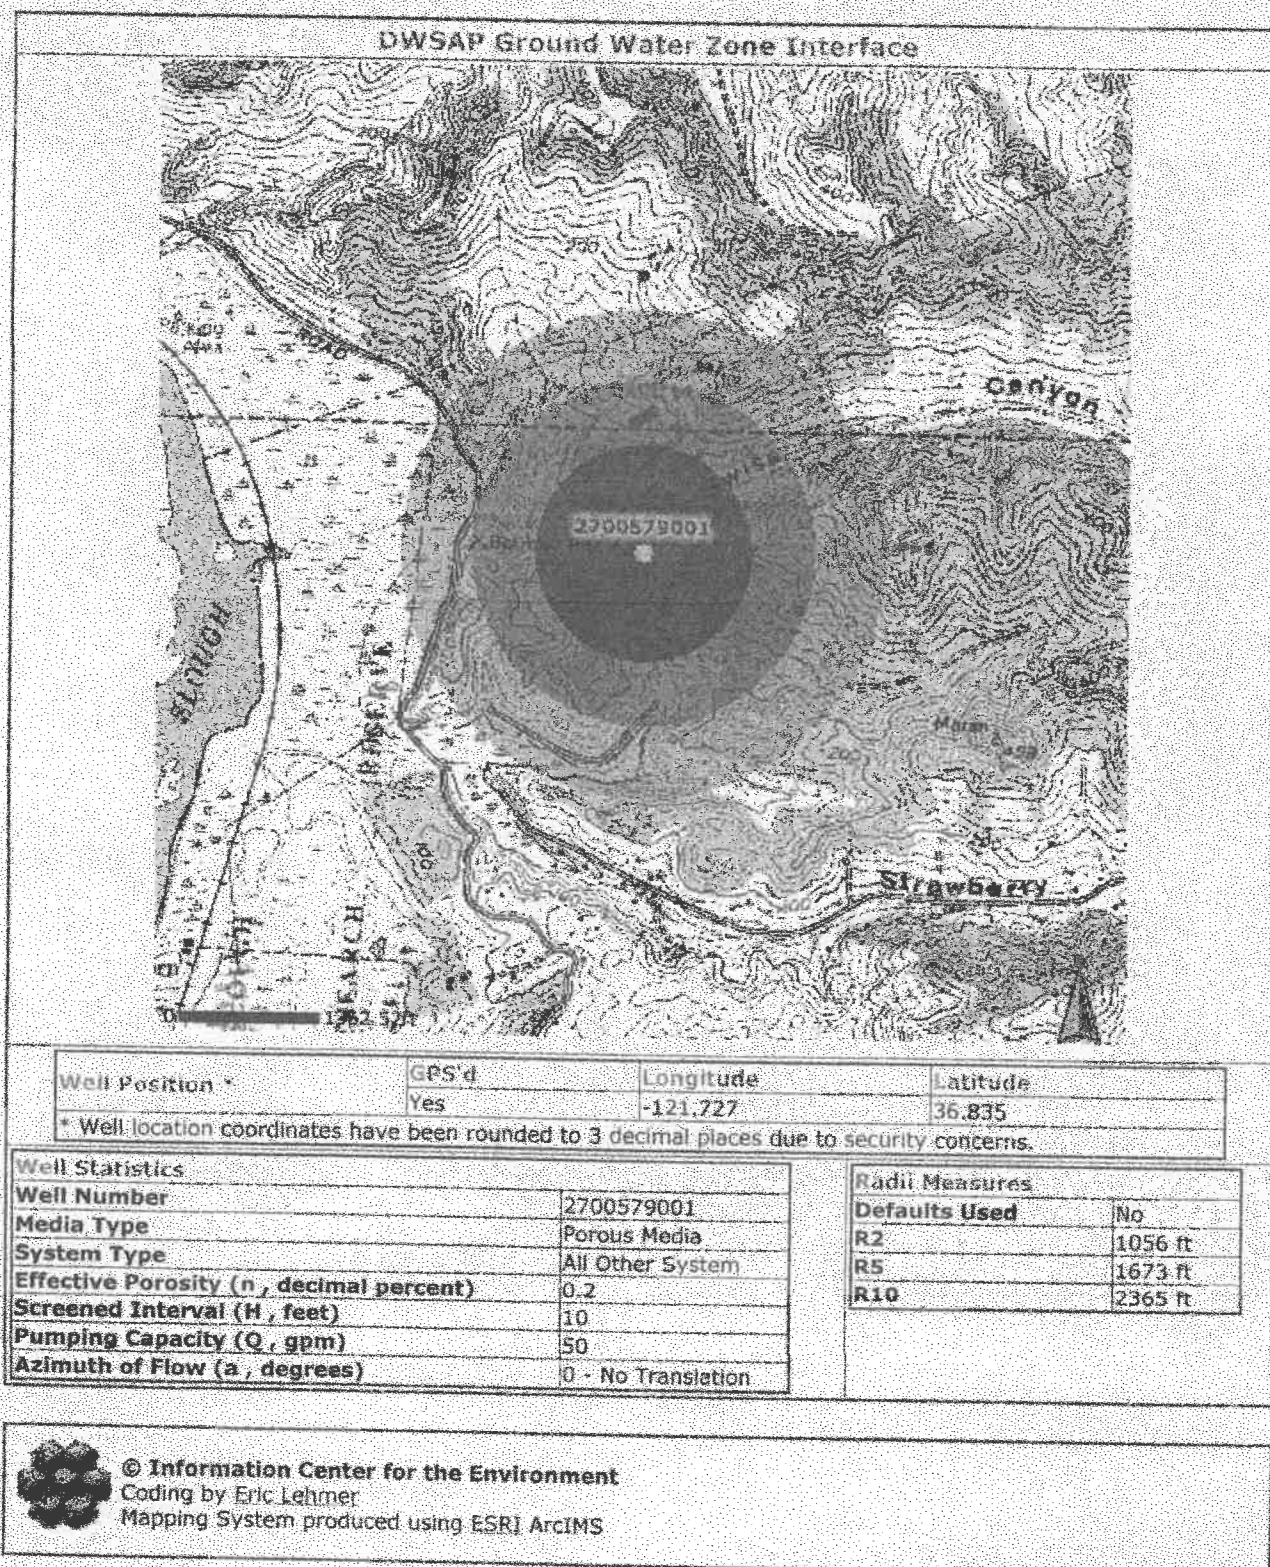 DWSAP Ground Water Zone Interface
200
200
ROAD
Canyon
2700579001
SLOUGH
RESERVE
100
Strawberry
Well Position * GPS'd Longitude Latitude
Yes -121.727 36.835
* Well location coordinates have been rounded to 3 decimal places due to security concerns.
Well Statistics
Well Number 2700579001
Media Type Porous Media
System Type All Other System
Effective Porosity (n , decimal percent) 0.2
Screened Interval (H , feet) 10
Pumping Capacity (Q , gpm) 50
Azimuth of Flow (a , degrees) 0 - No Translation
Radii Measures
Defaults Used No
R2 1056 ft
R5 1673 ft
R10 2365 ft
© Information Center for the Environment
Coding by Eric Lehmer
Mapping System produced using ESRI ArcIMS